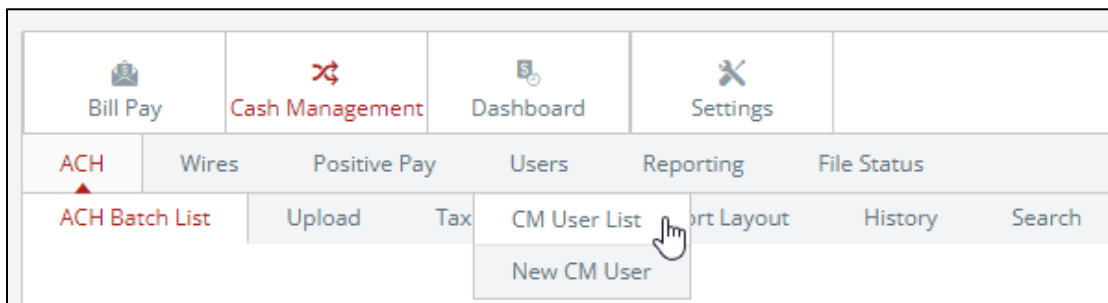 Bill Pay Cash Management Dashboard Settings
ACH Wires Positive Pay Users Reporting File Status
ACH Batch List Upload Tax CM User List Layout History Search
New CM User